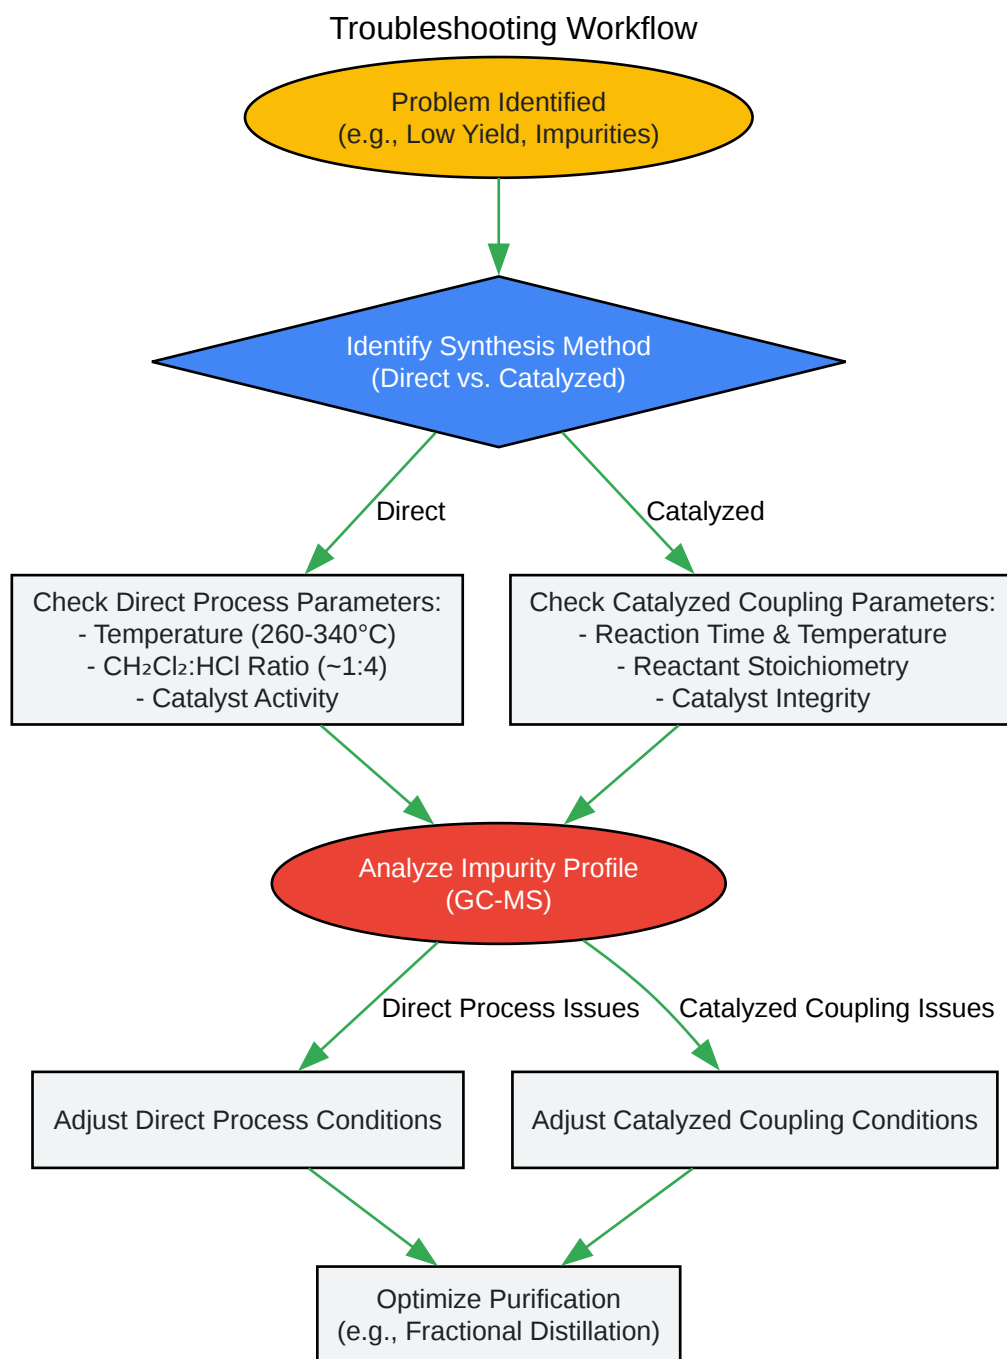 Troubleshooting Workflow
Problem Identified
(e.g., Low Yield, Impurities)
Identify Synthesis Method
(Direct vs. Catalyzed)
Direct
Catalyzed
Check Direct Process Parameters:
- Temperature (260-340°C)
- CH₂Cl₂:HCl Ratio (~1:4)
- Catalyst Activity
Check Catalyzed Coupling Parameters:
- Reaction Time & Temperature
- Reactant Stoichiometry
- Catalyst Integrity
Analyze Impurity Profile
(GC-MS)
Direct Process Issues
Catalyzed Coupling Issues
Adjust Direct Process Conditions
Adjust Catalyzed Coupling Conditions
Optimize Purification
(e.g., Fractional Distillation)